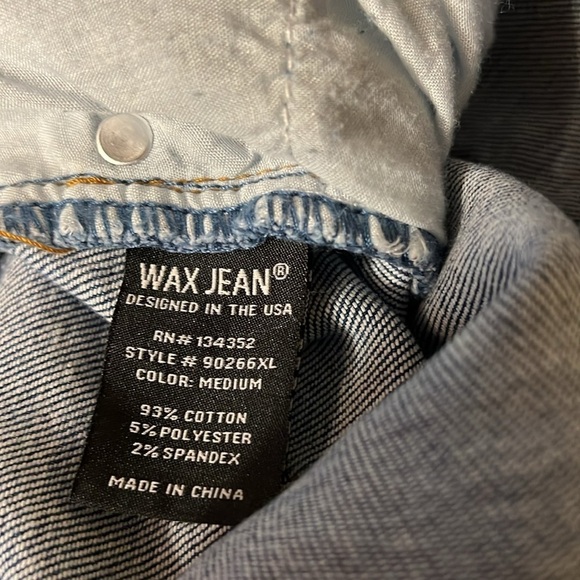 WAX JEAN®
DESIGNED IN THE USA
RN# 134352
STYLE # 90266XL
COLOR: MEDIUM
93% COTTON
5% POLYESTER
2% SPANDEX
MADE IN CHINA